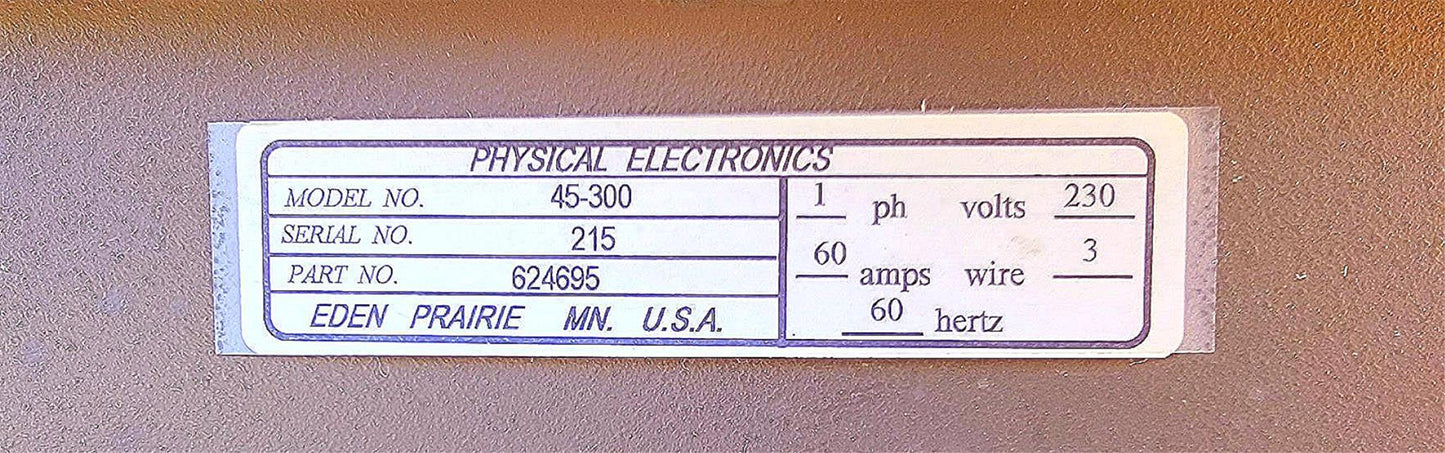 PHYSICAL ELECTRONICS
MODEL NO. 45-300
SERIAL NO. 215
PART NO. 624695
EDEN PRAIRIE MN. U.S.A.
1 ph volts 230
60 amps wire 3
60 hertz